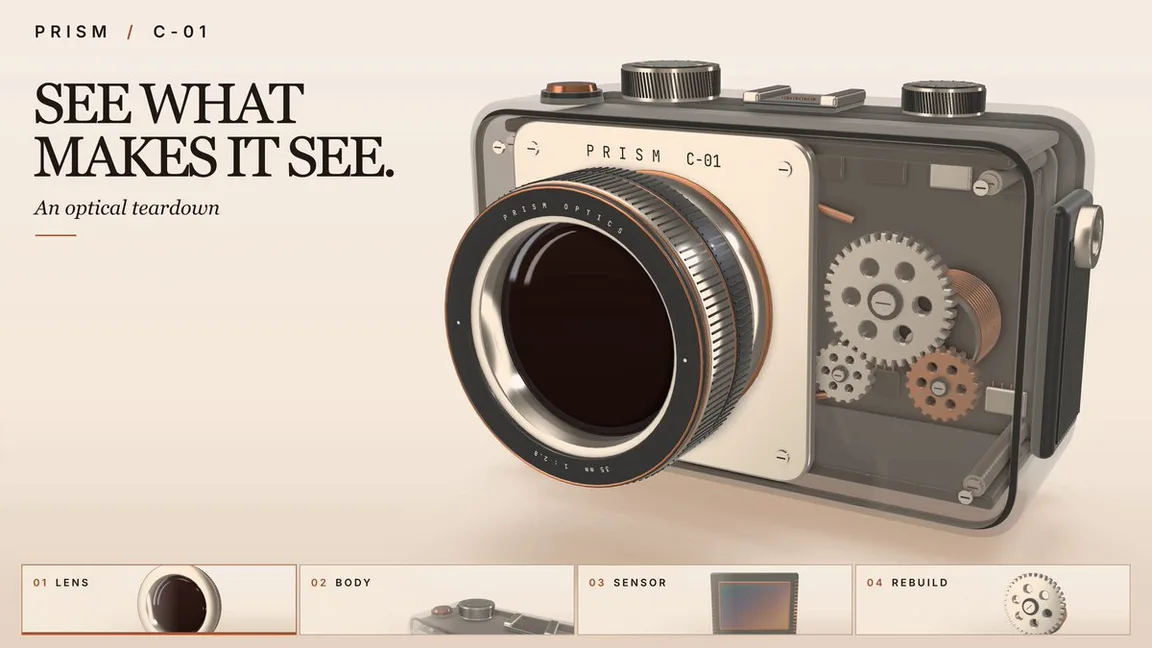 PRISM / C-01
SEE WHAT
MAKES IT SEE.
An optical teardown
PRISM C-01
PRISM OPTICS
35 mm 1:2.8
01 LENS
02 BODY
03 SENSOR
04 REBUILD